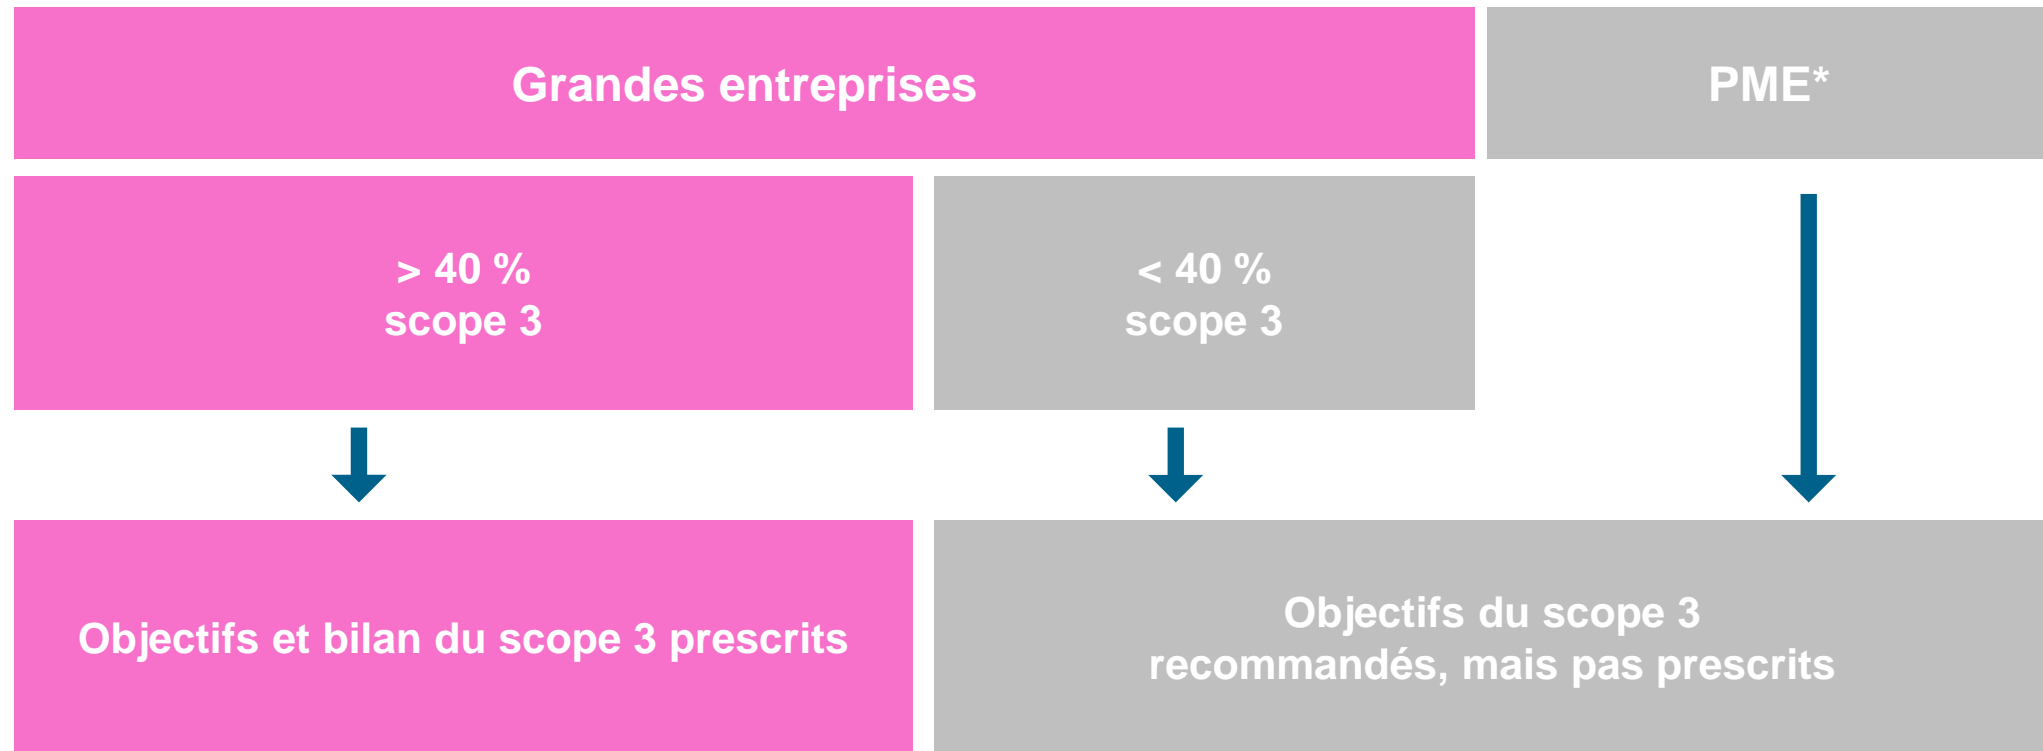 Grandes entreprises
PME*
> 40 %
scope 3
< 40 %
scope 3
Objectifs et bilan du scope 3 prescrits
Objectifs du scope 3
recommandés, mais pas prescrits